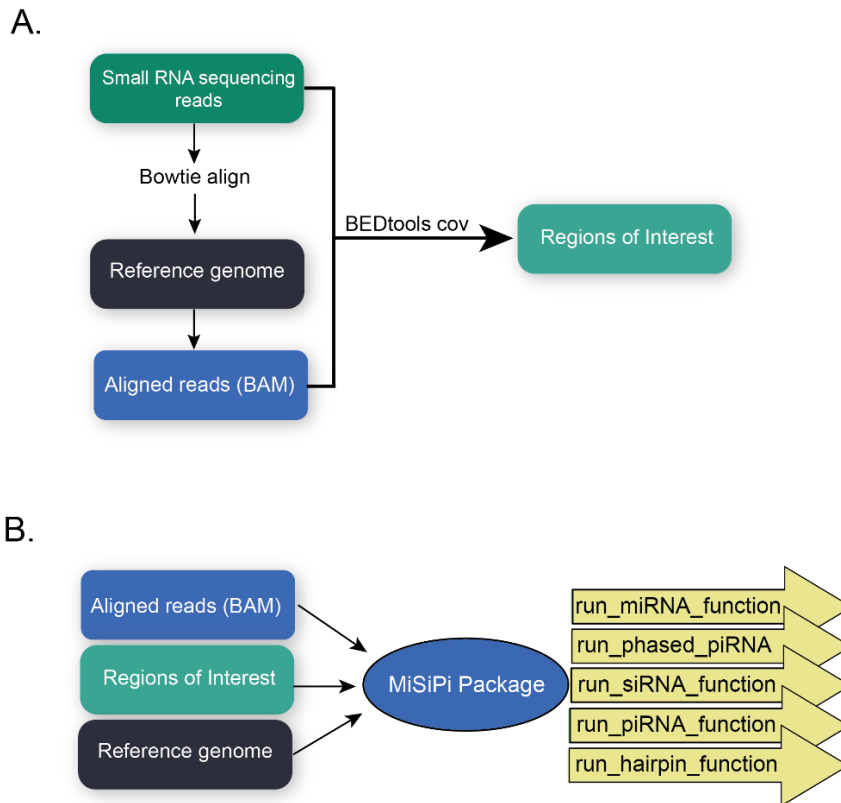 A.
Small RNA sequencing
reads
Bowtie align
BEDtools cov
Regions of Interest
Reference genome
Aligned reads (BAM)
B.
Aligned reads (BAM)
Regions of Interest
Reference genome
MiSiPi Package
run_miRNA_function
run_phased_piRNA
run_siRNA_function
run_piRNA_function
run_hairpin_function